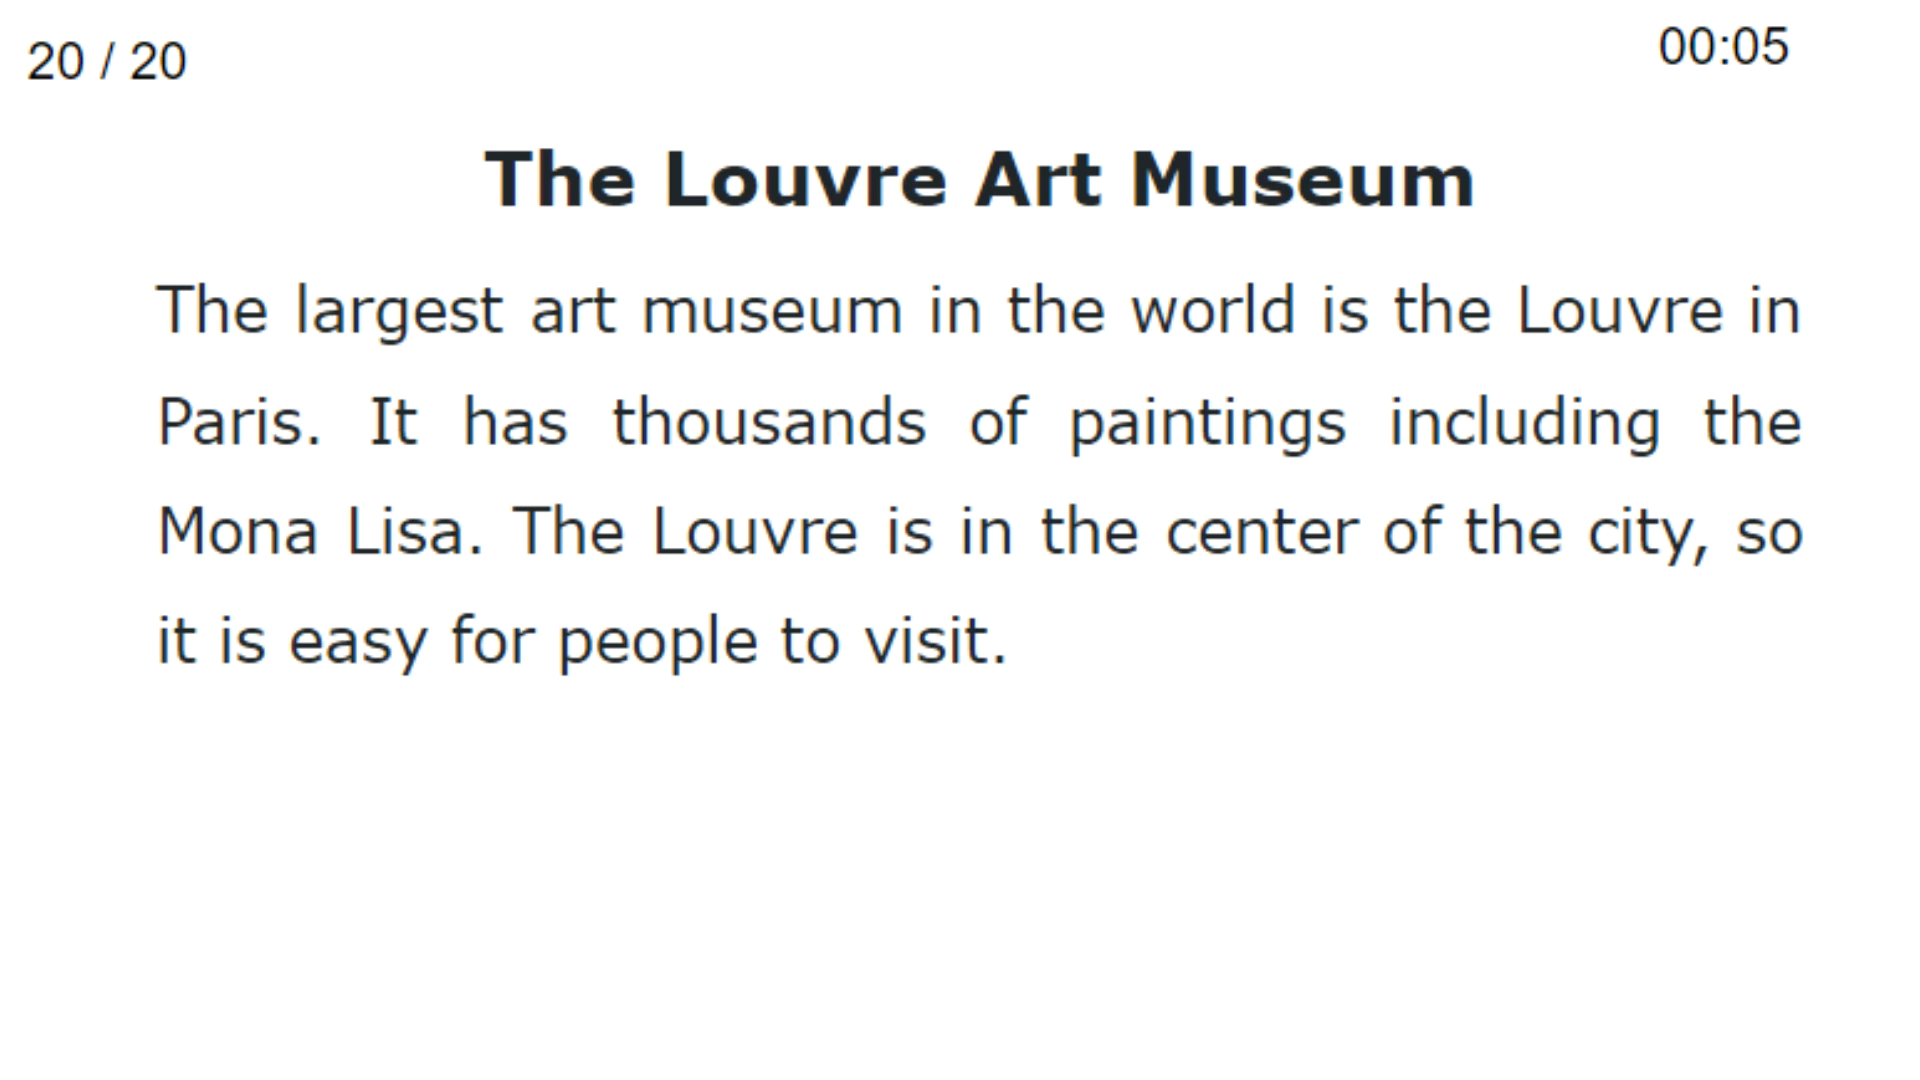 20 / 20
00:05
The Louvre Art Museum
The largest art museum in the world is the Louvre in
Paris. It has thousands of paintings including the
Mona Lisa. The Louvre is in the center of the city, so
it is easy for people to visit.